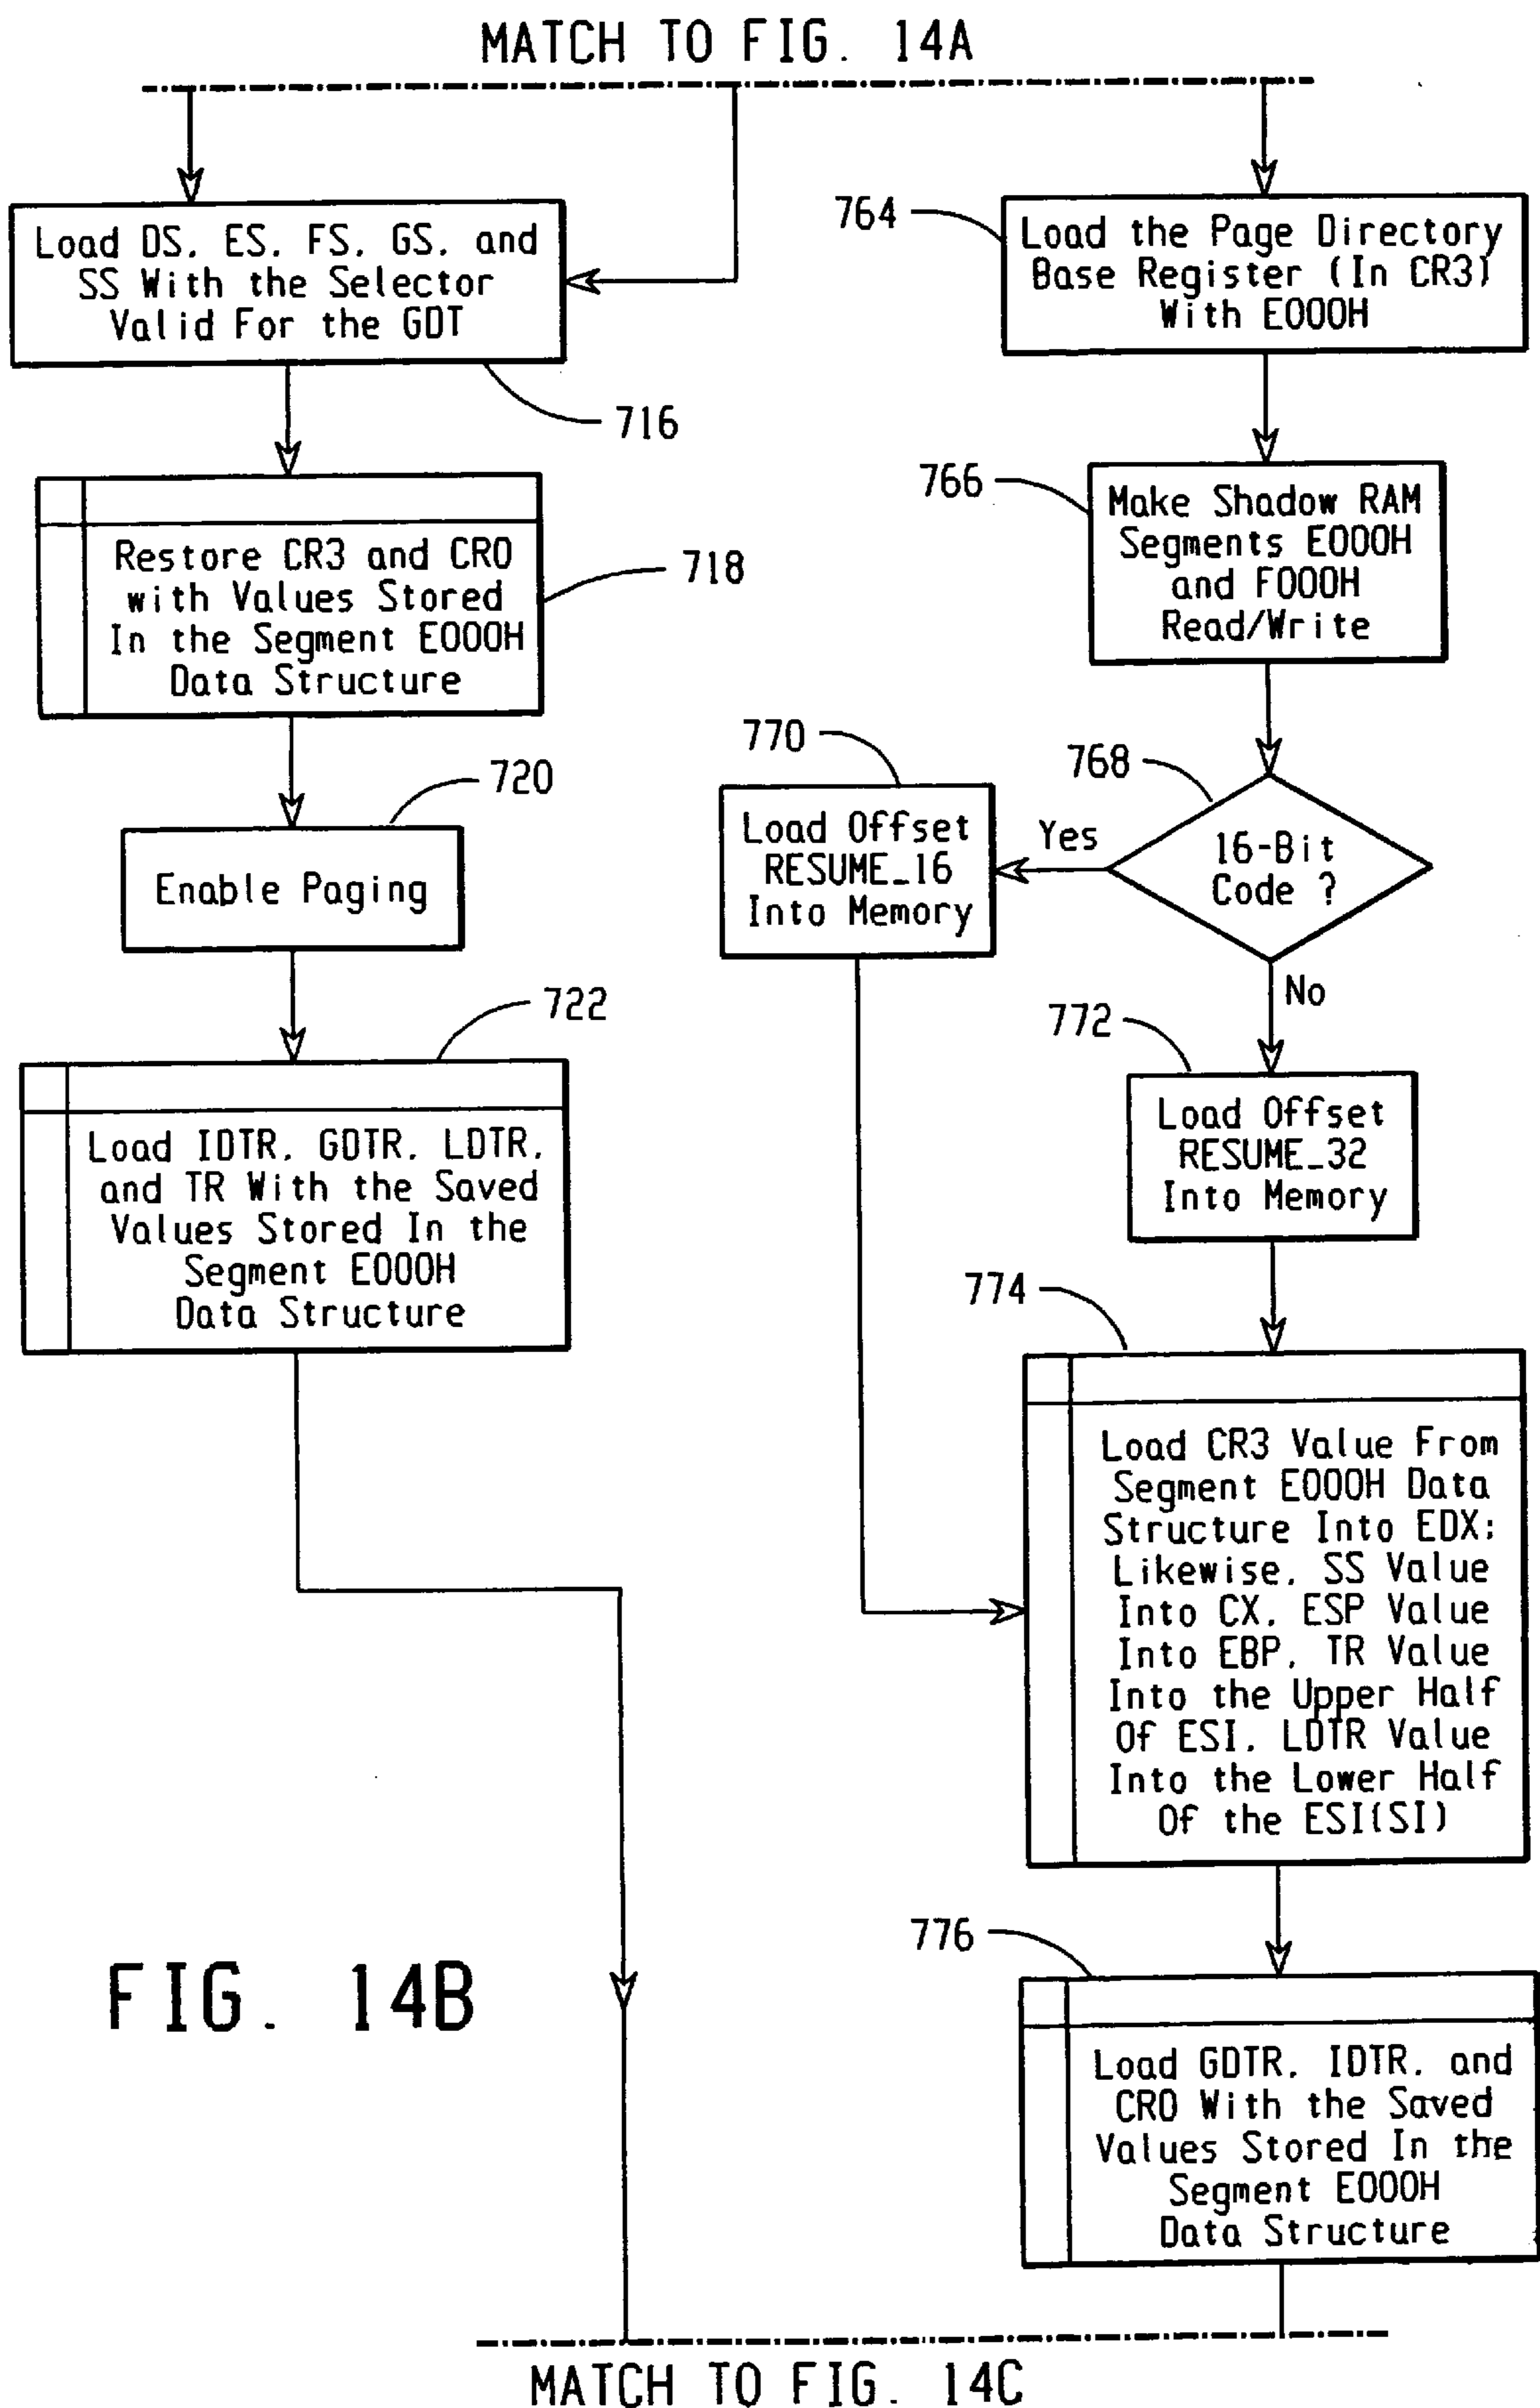 MATCH TO FIG. 14A
Load DS, ES, FS, GS, and
SS With the Selector
Valid For the GDT
716
Restore CR3 and CR0
with Values Stored
In the Segment E000H
Data Structure
718
720
Enable Paging
722
Load IDTR, GDTR, LDTR,
and TR With the Saved
Values Stored In the
Segment E000H
Data Structure
764
Load the Page Directory
Base Register (In CR3)
With E000H
766
Make Shadow RAM
Segments E000H
and F000H
Read/Write
768
16-Bit
Code ?
Yes
No
770
Load Offset
RESUME_16
Into Memory
772
Load Offset
RESUME_32
Into Memory
774
Load CR3 Value From
Segment E000H Data
Structure Into EDX;
Likewise, SS Value
Into CX, ESP Value
Into EBP, TR Value
Into the Upper Half
Of ESI, LDTR Value
Into the Lower Half
Of the ESI(SI)
776
Load GDTR, IDTR, and
CR0 With the Saved
Values Stored In the
Segment E000H
Data Structure
FIG. 14B
MATCH TO FIG. 14C